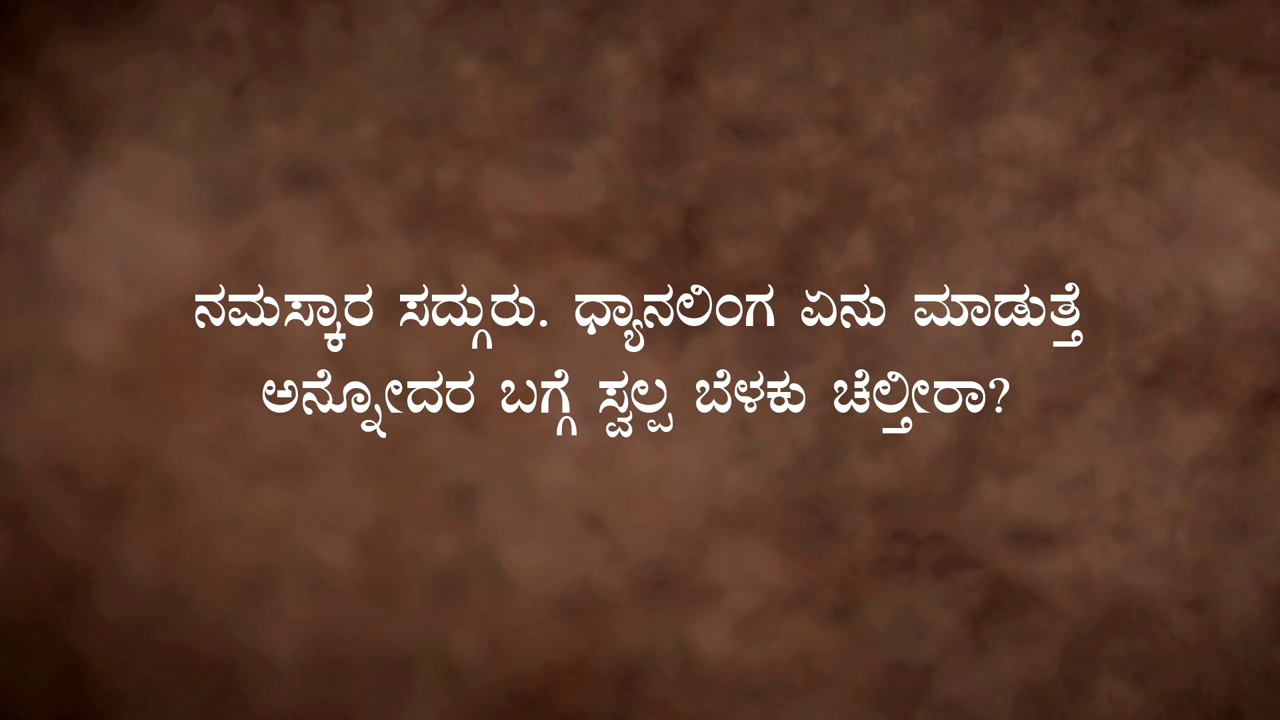 ನಮಸ್ಕಾರ ಸದ್ಗುರು. ಧ್ಯಾನಲಿಂಗ ಏನು ಮಾಡುತ್ತೆ
ಅನ್ನೋದರ ಬಗ್ಗೆ ಸ್ವಲ್ಪ ಬೆಳಕು ಚೆಲ್ತೀರಾ?